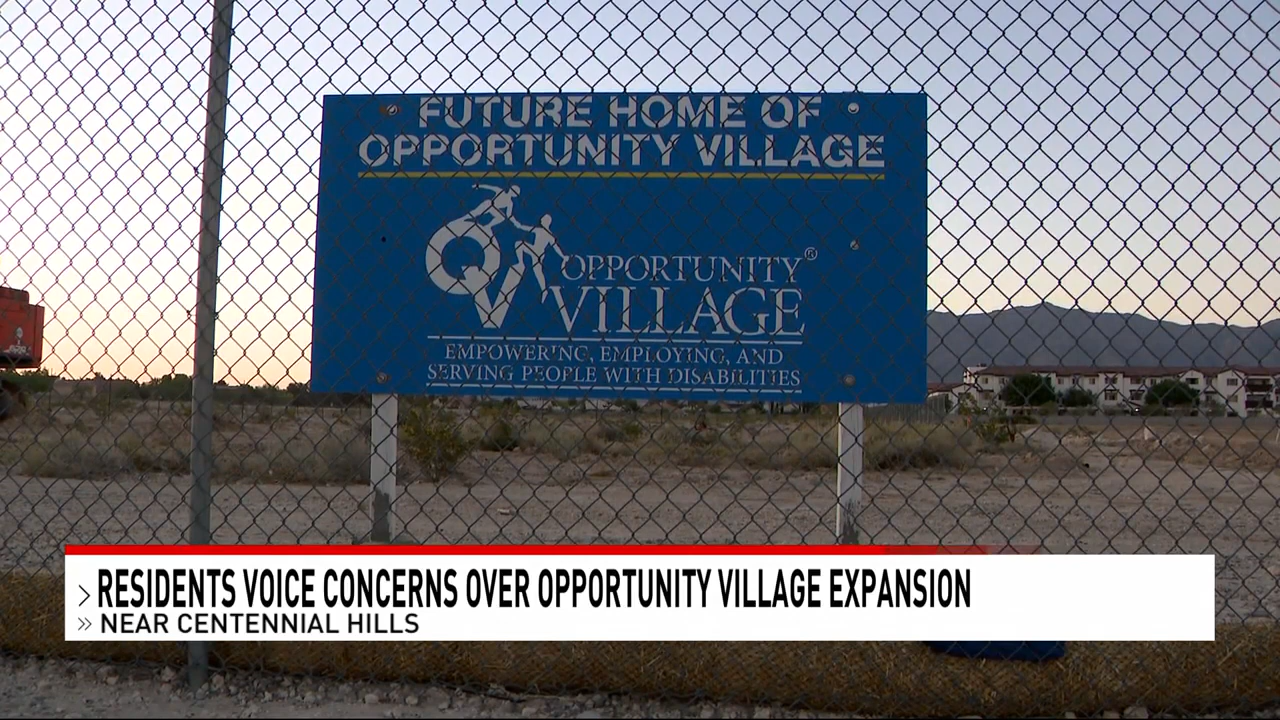 FUTURE HOME OF
OPPORTUNITY VILLAGE
OV
OPPORTUNITY®
VILLAGE
EMPOWERING, EMPLOYING, AND
SERVING PEOPLE WITH DISABILITIES
> RESIDENTS VOICE CONCERNS OVER OPPORTUNITY VILLAGE EXPANSION
» NEAR CENTENNIAL HILLS